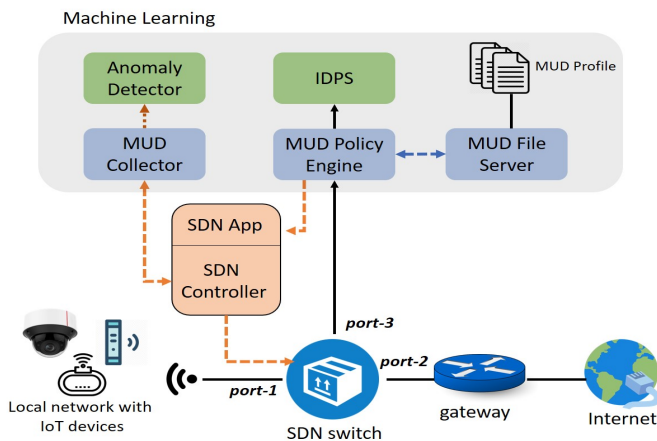 Machine Learning
Anomaly
Detector
IDPS
MUD Profile
MUD
Collector
MUD Policy
Engine
MUD File
Server
SDN App
SDN
Controller
port-3
port-2
port-1
Local network with
IoT devices
SDN switch
gateway
Internet